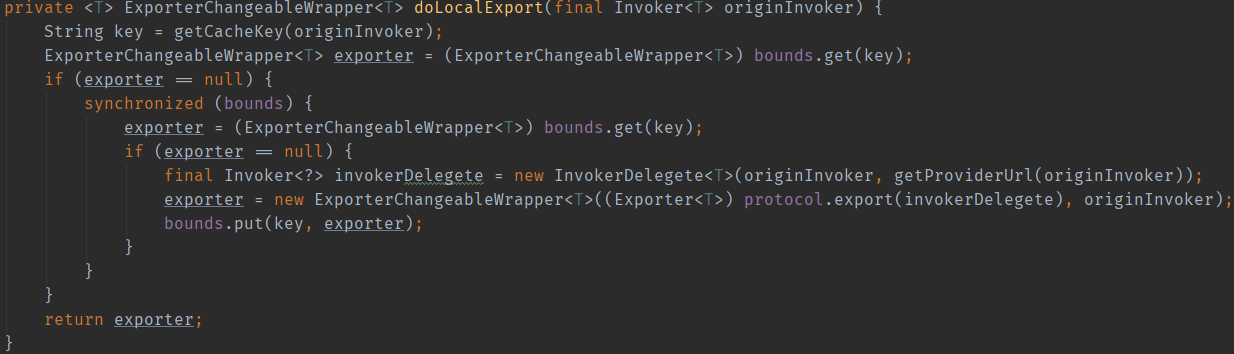 private <T> ExporterChangeableWrapper<T> doLocalExport(final Invoker<T> originInvoker) {
    String key = getCacheKey(originInvoker);
    ExporterChangeableWrapper<T> exporter = (ExporterChangeableWrapper<T>) bounds.get(key);
    if (exporter == null) {
        synchronized (bounds) {
            exporter = (ExporterChangeableWrapper<T>) bounds.get(key);
            if (exporter == null) {
                final Invoker<?> invokerDelegete = new InvokerDelegete<T>(originInvoker, getProviderUrl(originInvoker));
                exporter = new ExporterChangeableWrapper<T>((Exporter<T>) protocol.export(invokerDelegete), originInvoker);
                bounds.put(key, exporter);
            }
        }
    }
    return exporter;
}